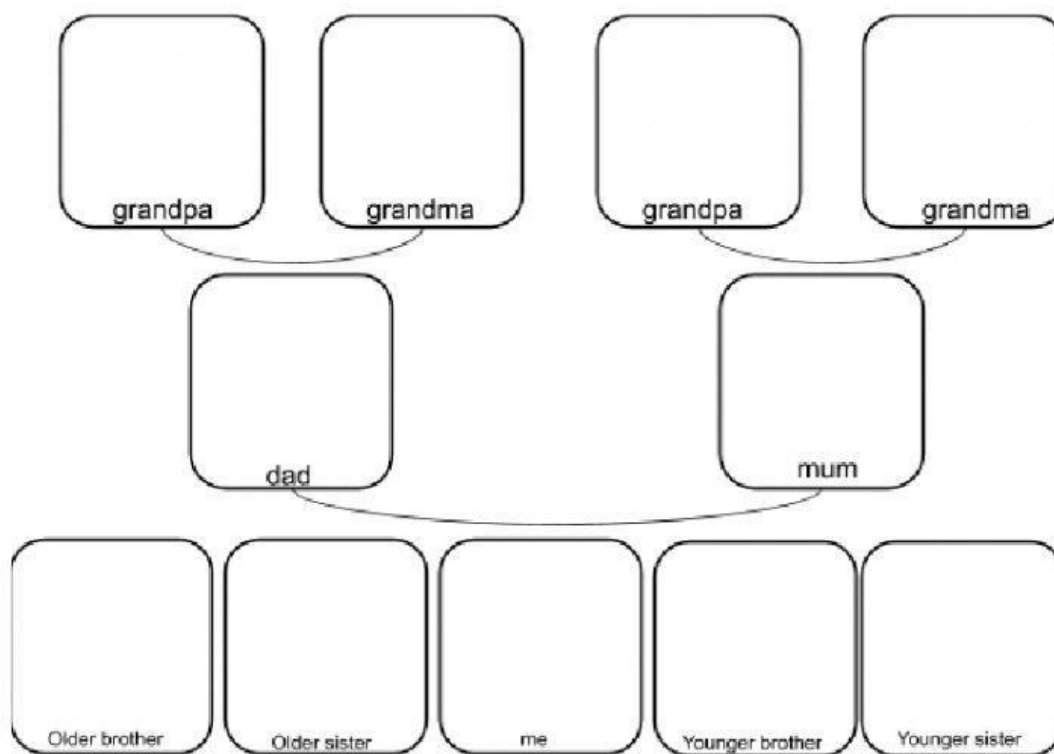 grandpa
grandma
grandpa
grandma
dad
mum
Older brother
Older sister
me
Younger brother
Younger sister